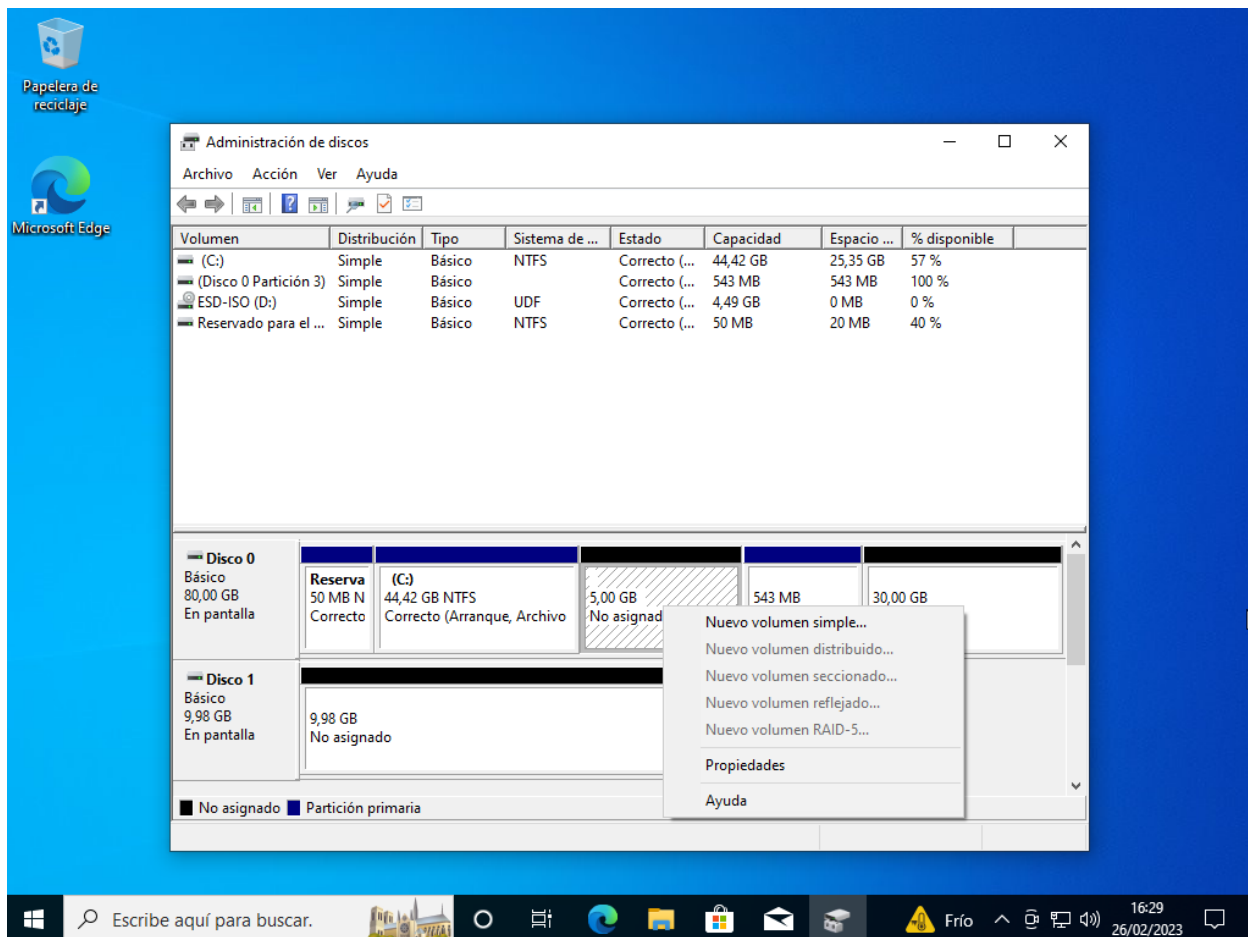 Papelera de
reciclaje
Microsoft Edge
Administración de discos
Archivo Acción Ver Ayuda
Volumen Distribución Tipo Sistema de ... Estado Capacidad Espacio ... % disponible
(C:) Simple Básico NTFS Correcto (... 44,42 GB 25,35 GB 57 %
(Disco 0 Partición 3) Simple Básico Correcto (... 543 MB 543 MB 100 %
ESD-ISO (D:) Simple Básico UDF Correcto (... 4,49 GB 0 MB 0 %
Reservado para el ... Simple Básico NTFS Correcto (... 50 MB 20 MB 40 %
Disco 0
Básico
80,00 GB
En pantalla
Reserva
50 MB N
Correcto
(C:)
44,42 GB NTFS
Correcto (Arranque, Archivo
5,00 GB
No asignad
543 MB
30,00 GB
Disco 1
Básico
9,98 GB
En pantalla
9,98 GB
No asignado
Nuevo volumen simple...
Nuevo volumen distribuido...
Nuevo volumen seccionado...
Nuevo volumen reflejado...
Nuevo volumen RAID-5...
Propiedades
Ayuda
No asignado Partición primaria
Escribe aquí para buscar.
Frío
16:29
26/02/2023